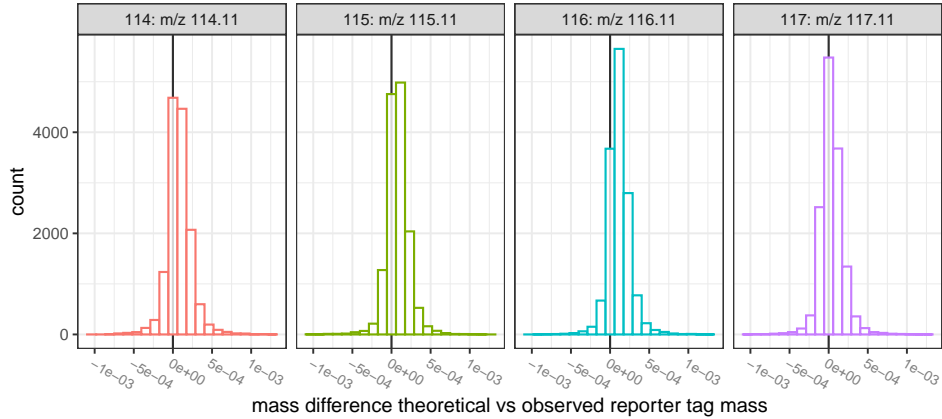 114: m/z 114.11
115: m/z 115.11
116: m/z 116.11
117: m/z 117.11
count
4000
2000
0
−1e−03
−5e−04
0e+00
5e−04
1e−03
−1e−03
−5e−04
0e+00
5e−04
1e−03
−1e−03
−5e−04
0e+00
5e−04
1e−03
−1e−03
−5e−04
0e+00
5e−04
1e−03
mass difference theoretical vs observed reporter tag mass